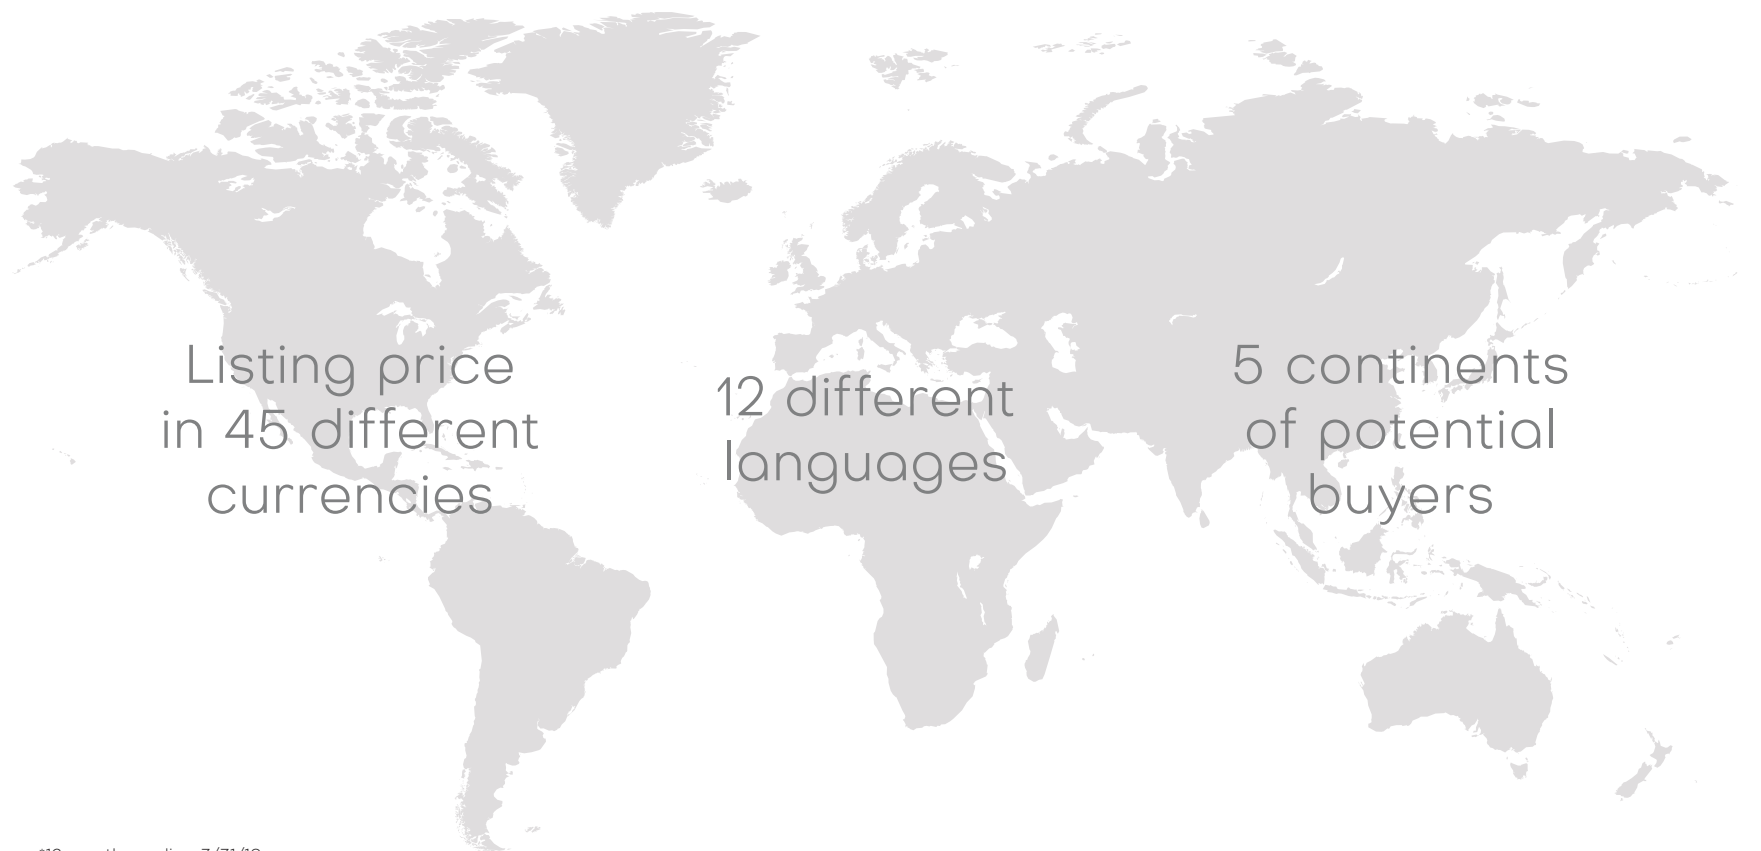 Listing price
in 45 different
currencies
12 different
languages
5 continents
of potential
buyers